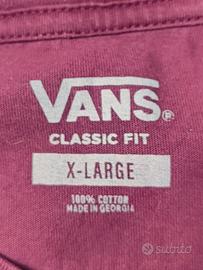 VANS®
CLASSIC FIT
X-LARGE
100% COTTON
MADE IN GEORGIA
subito